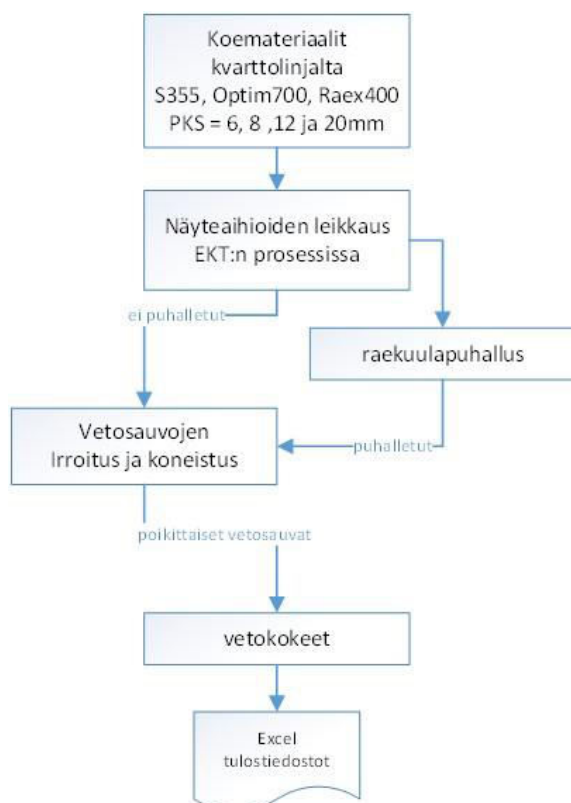 Koemateriaalit
kvarttolinjalta
S355, Optim700, Raex400
PKS = 6, 8 ,12 ja 20mm
Näyteaihioiden leikkaus
EKT:n prosessissa
ei puhalletut
raekuulapuhallus
Vetosauvojen
Irroitus ja koneistus
puhalletut
poikittaiset vetosauvat
vetokokeet
Excel
tulostiedostot